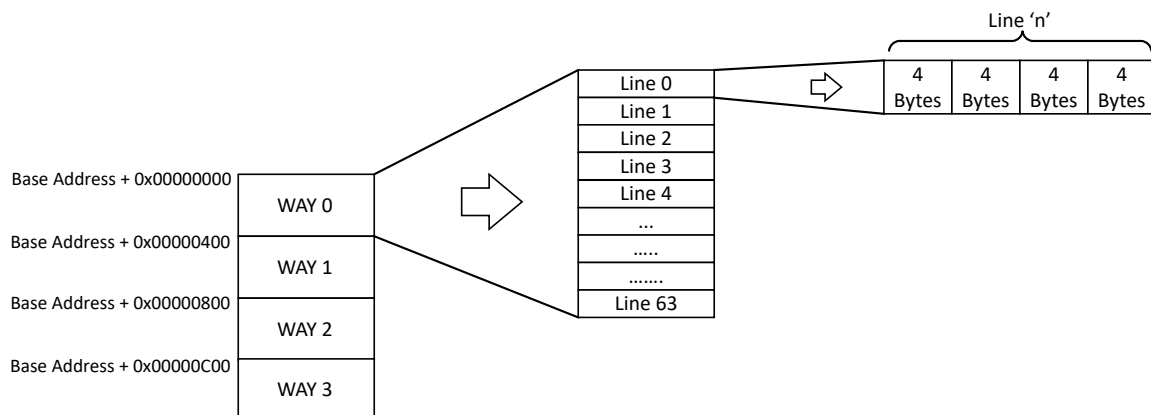 Line ‘n’
4 Bytes
4 Bytes
4 Bytes
4 Bytes
Line 0
Line 1
Line 2
Line 3
Line 4
...
.....
.......
Line 63
Base Address + 0x00000000
WAY 0
Base Address + 0x00000400
WAY 1
Base Address + 0x00000800
WAY 2
Base Address + 0x00000C00
WAY 3